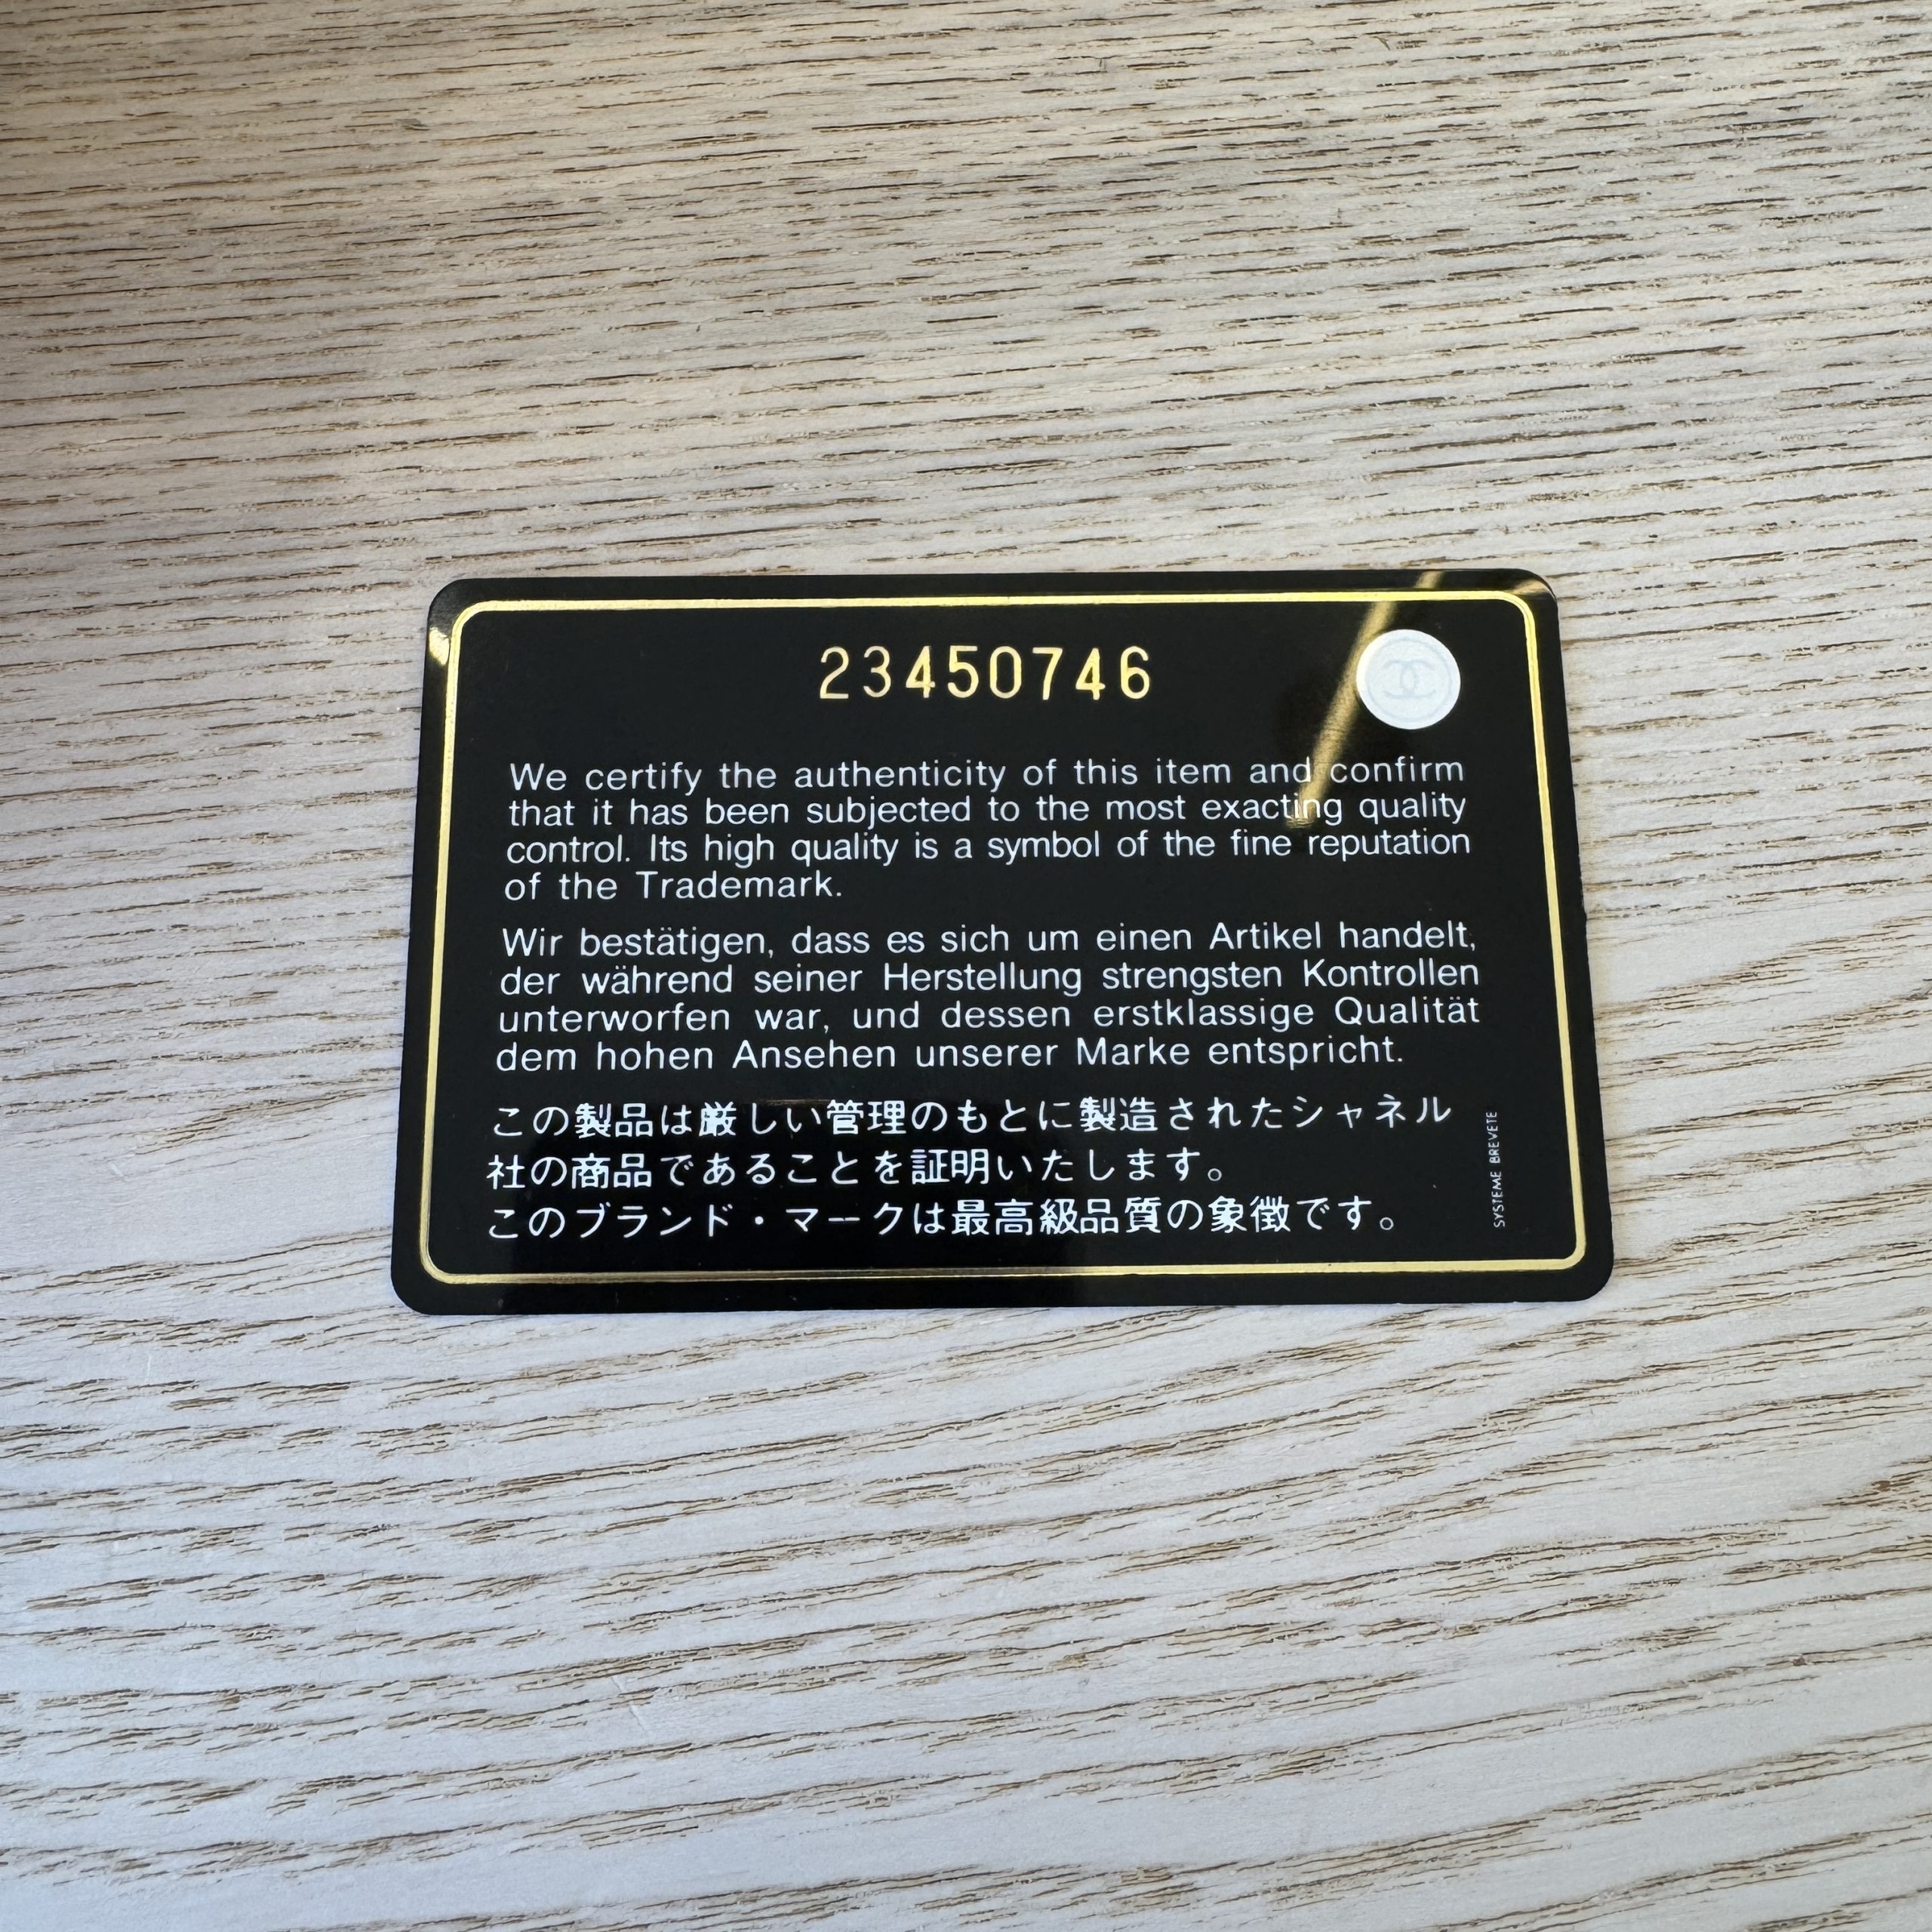 23450746
We certify the authenticity of this item and confirm
that it has been subjected to the most exacting quality
control. Its high quality is a symbol of the fine reputation
of the Trademark.
Wir bestätigen, dass es sich um einen Artikel handelt,
der während seiner Herstellung strengsten Kontrollen
unterworfen war, und dessen erstklassige Qualität
dem hohen Ansehen unserer Marke entspricht.
この製品は厳しい管理のもとに製造されたシャネル
社の商品であることを証明いたします。
このブランド・マークは最高級品質の象徴です。
SYSTEME BREVETE